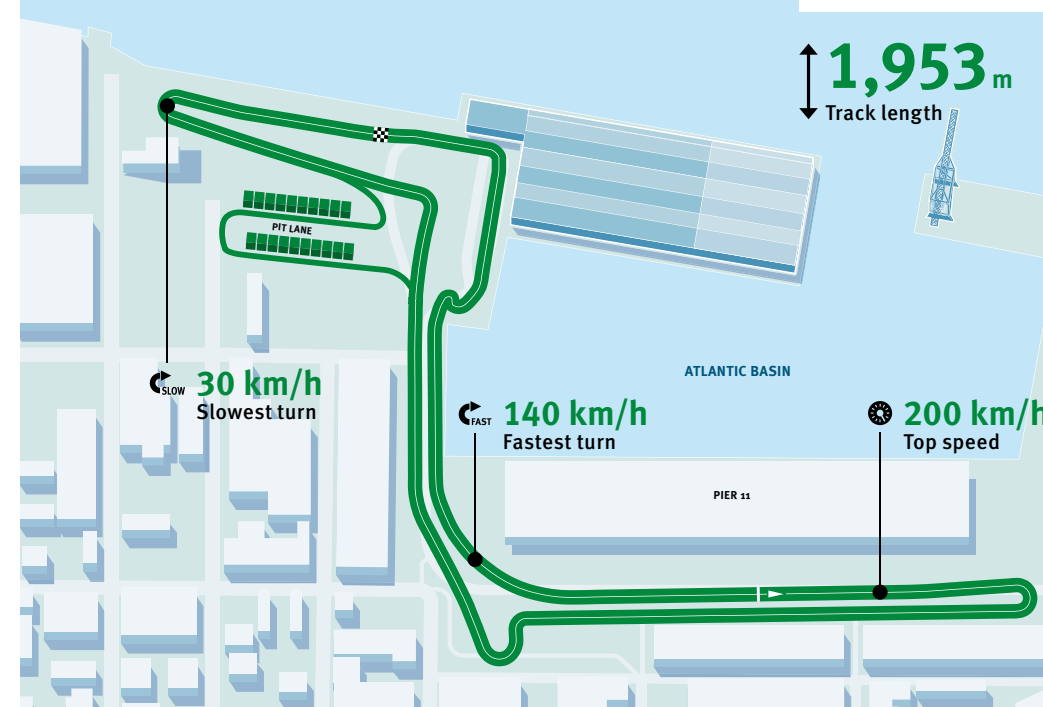 1,953 m
Track length
PIT LANE
ATLANTIC BASIN
SLOW
30 km/h
Slowest turn
FAST
140 km/h
Fastest turn
200 km/h
Top speed
PIER 11